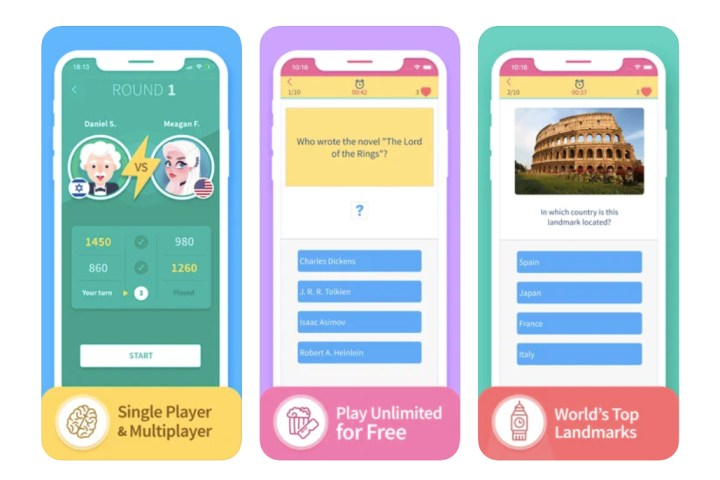 18:13
ROUND 1
Daniel S.
Meagan F.
VS
1450
980
860
1260
Your turn
3
Played
START
Single Player
& Multiplayer
10:16
1/10
00:42
3
Who wrote the novel "The Lord
of the Rings"?
?
Charles Dickens
J. R. R. Tolkien
Isaac Asimov
Robert A. Heinlein
Play Unlimited
for Free
10:16
2/10
00:37
3
In which country is this
landmark located?
Spain
Japan
France
Italy
World's Top
Landmarks